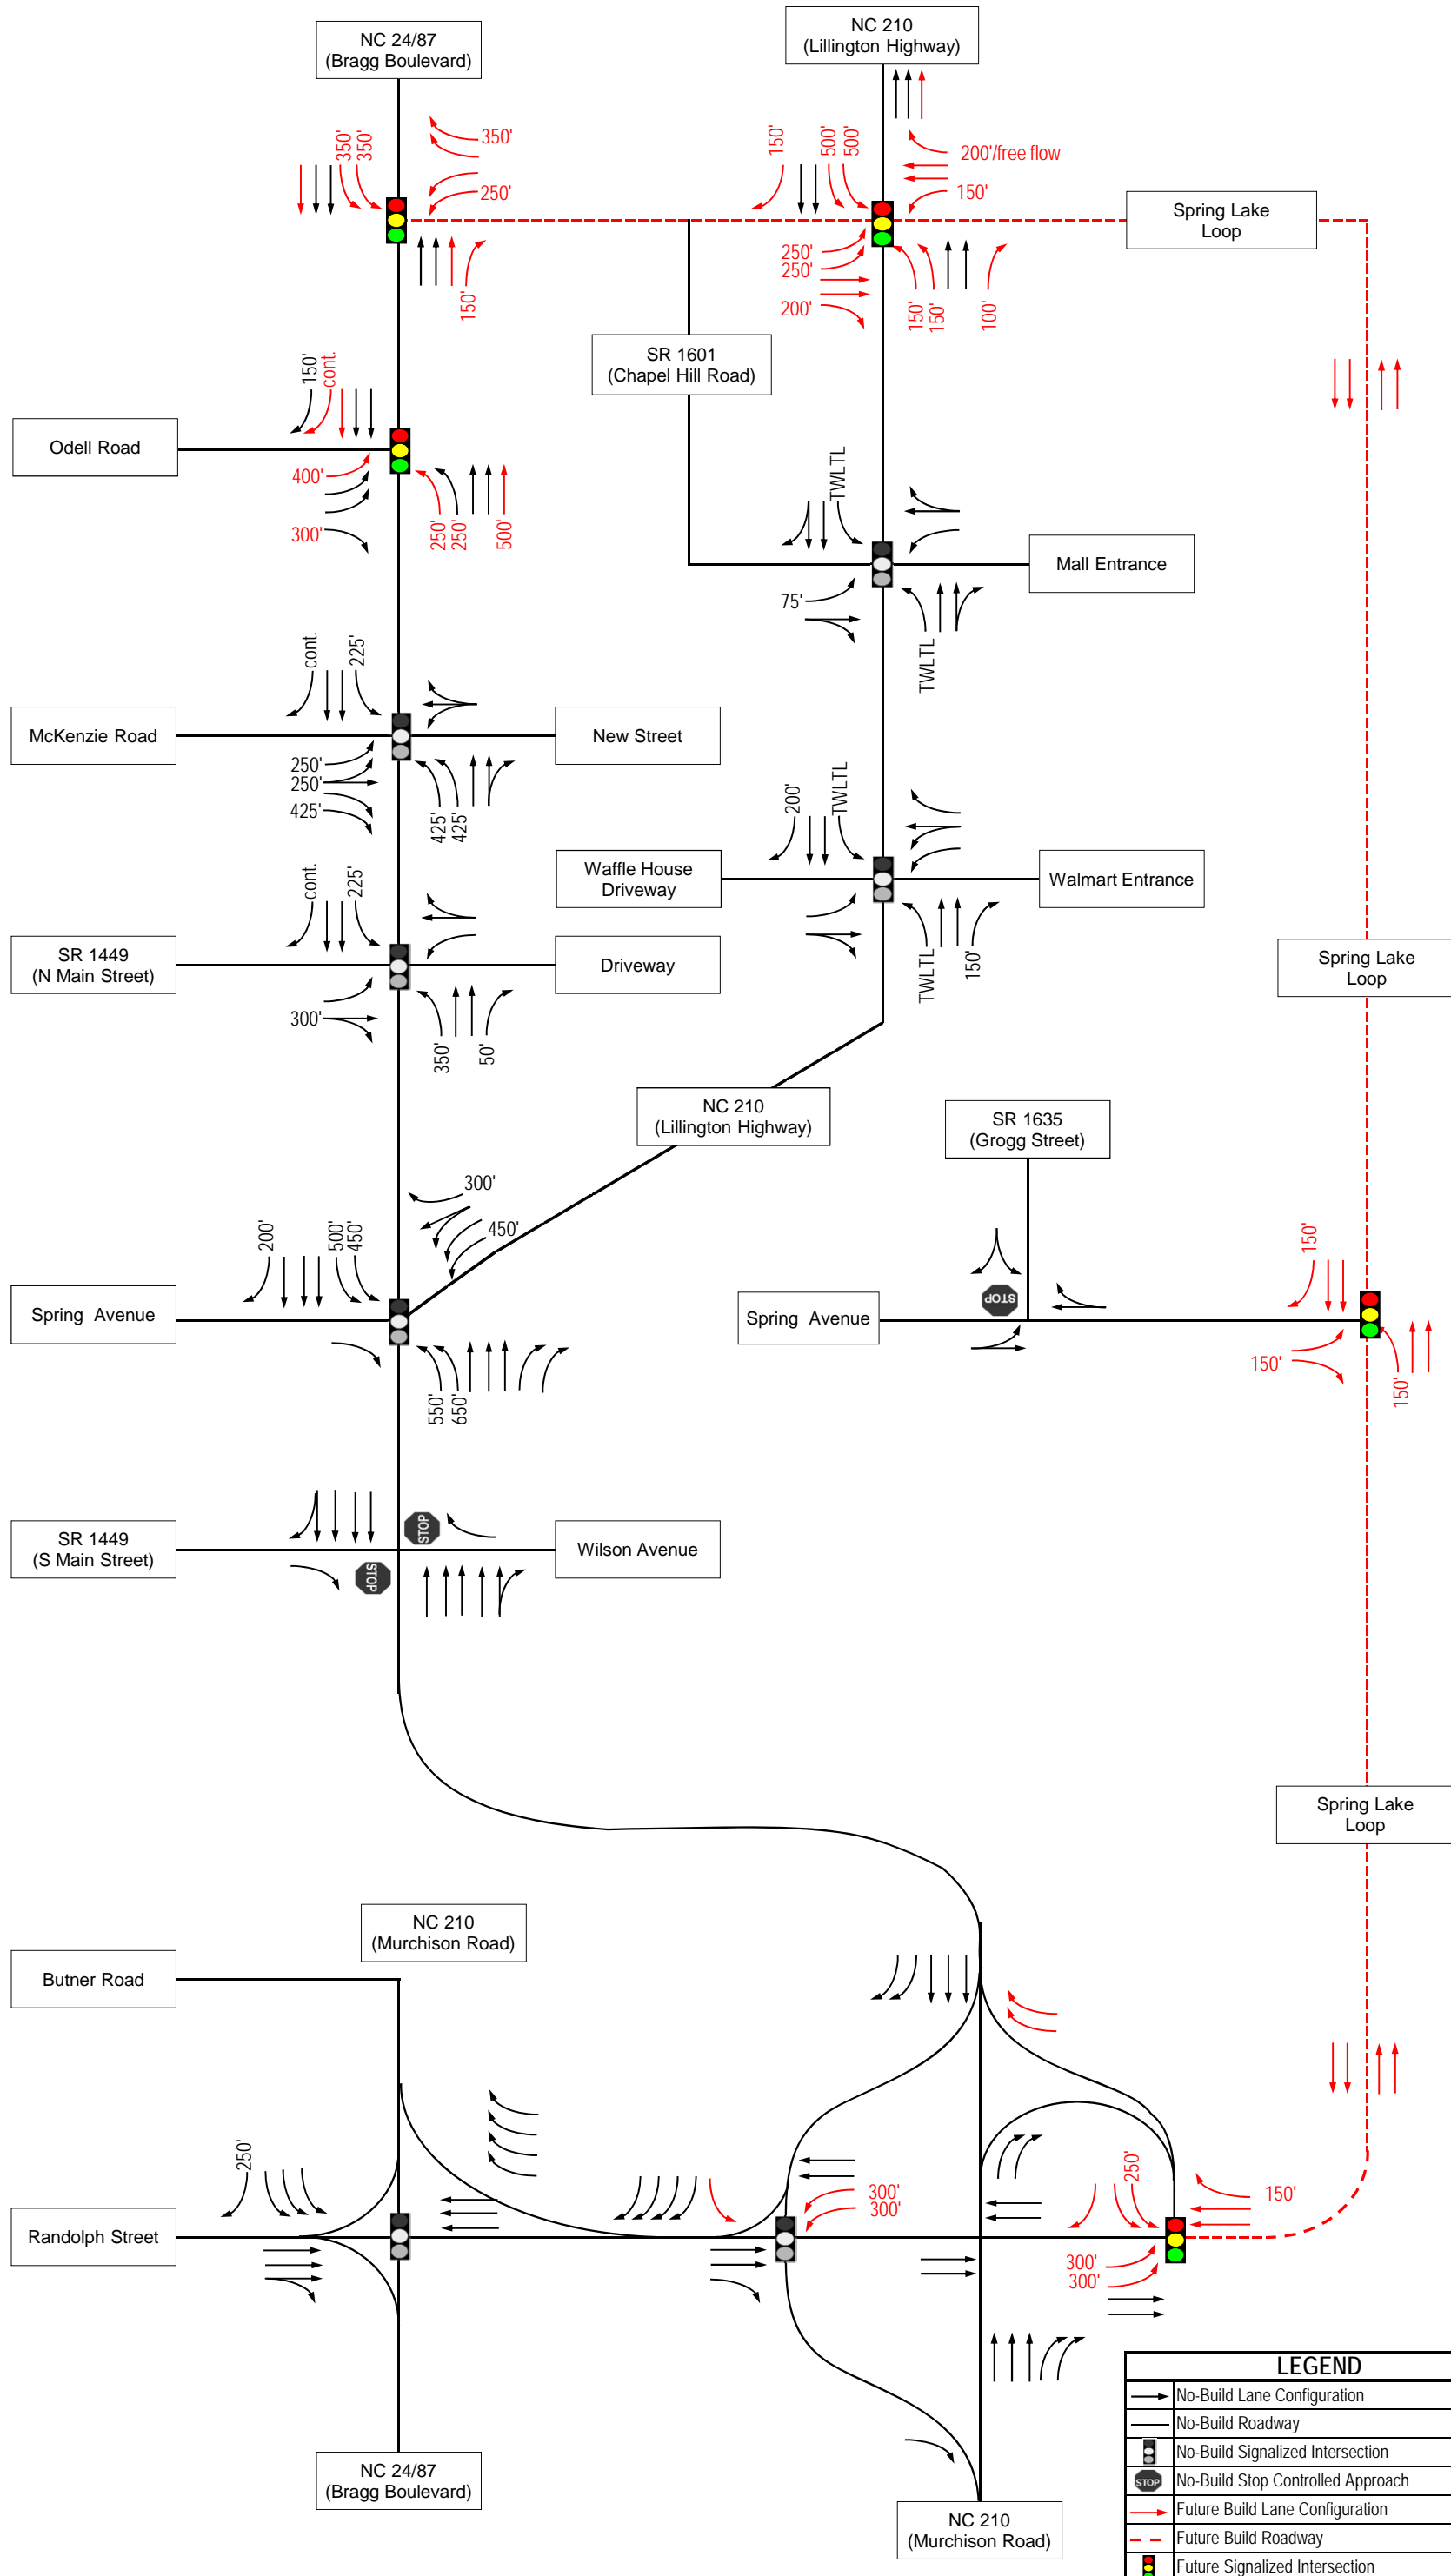 NC 24/87
(Bragg Boulevard)
NC 210
(Lillington Highway)
350'
350'
350'
250'
150'
150'
500'
500'
200'/free flow
150'
250'
250'
200'
150'
150'
100'
Spring Lake
Loop
SR 1601
(Chapel Hill Road)
150'
cont.
Odell Road
400'
300'
250'
250'
500'
TWLTL
75'
TWLTL
Mall Entrance
cont.
225'
McKenzie Road
New Street
250'
250'
425'
425'
425'
200'
TWLTL
Waffle House
Driveway
Walmart Entrance
TWLTL
150'
cont.
225'
SR 1449
(N Main Street)
Driveway
300'
350'
50'
Spring Lake
Loop
NC 210
(Lillington Highway)
SR 1635
(Grogg Street)
300'
450'
200'
500'
450'
Spring Avenue
550'
650'
Spring Avenue
STOP
150'
150'
150'
SR 1449
(S Main Street)
STOP
STOP
Wilson Avenue
Spring Lake
Loop
NC 210
(Murchison Road)
Butner Road
250'
Randolph Street
300'
300'
250'
150'
300'
300'
NC 24/87
(Bragg Boulevard)
NC 210
(Murchison Road)
LEGEND
No-Build Lane Configuration
No-Build Roadway
No-Build Signalized Intersection
STOP
No-Build Stop Controlled Approach
Future Build Lane Configuration
Future Build Roadway
Future Signalized Intersection